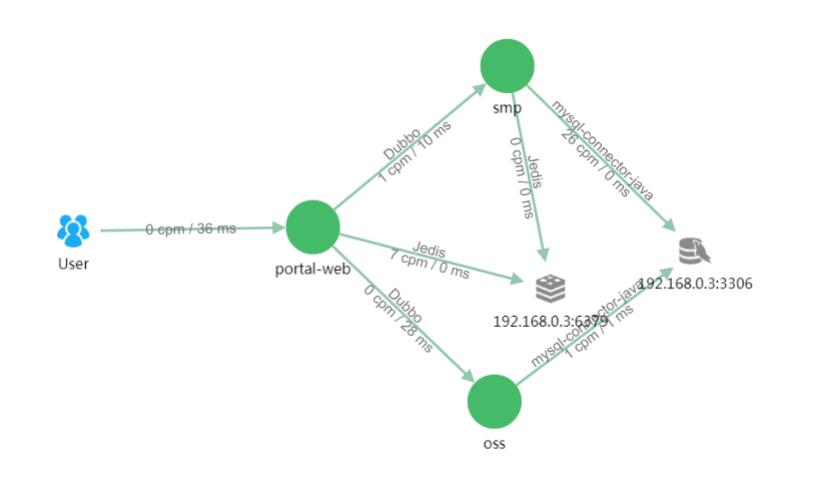 smp
Dubbo
1 cpm / 10 ms
mysql-connector-java
26 cpm / 0 ms
Jedis
0 cpm / 0 ms
0 cpm / 36 ms
User
portal-web
Jedis
7 cpm / 0 ms
192.168.0.3:3306
192.168.0.3:6379
Dubbo
0 cpm / 28 ms
mysql-connector-java
1 cpm / 1 ms
oss